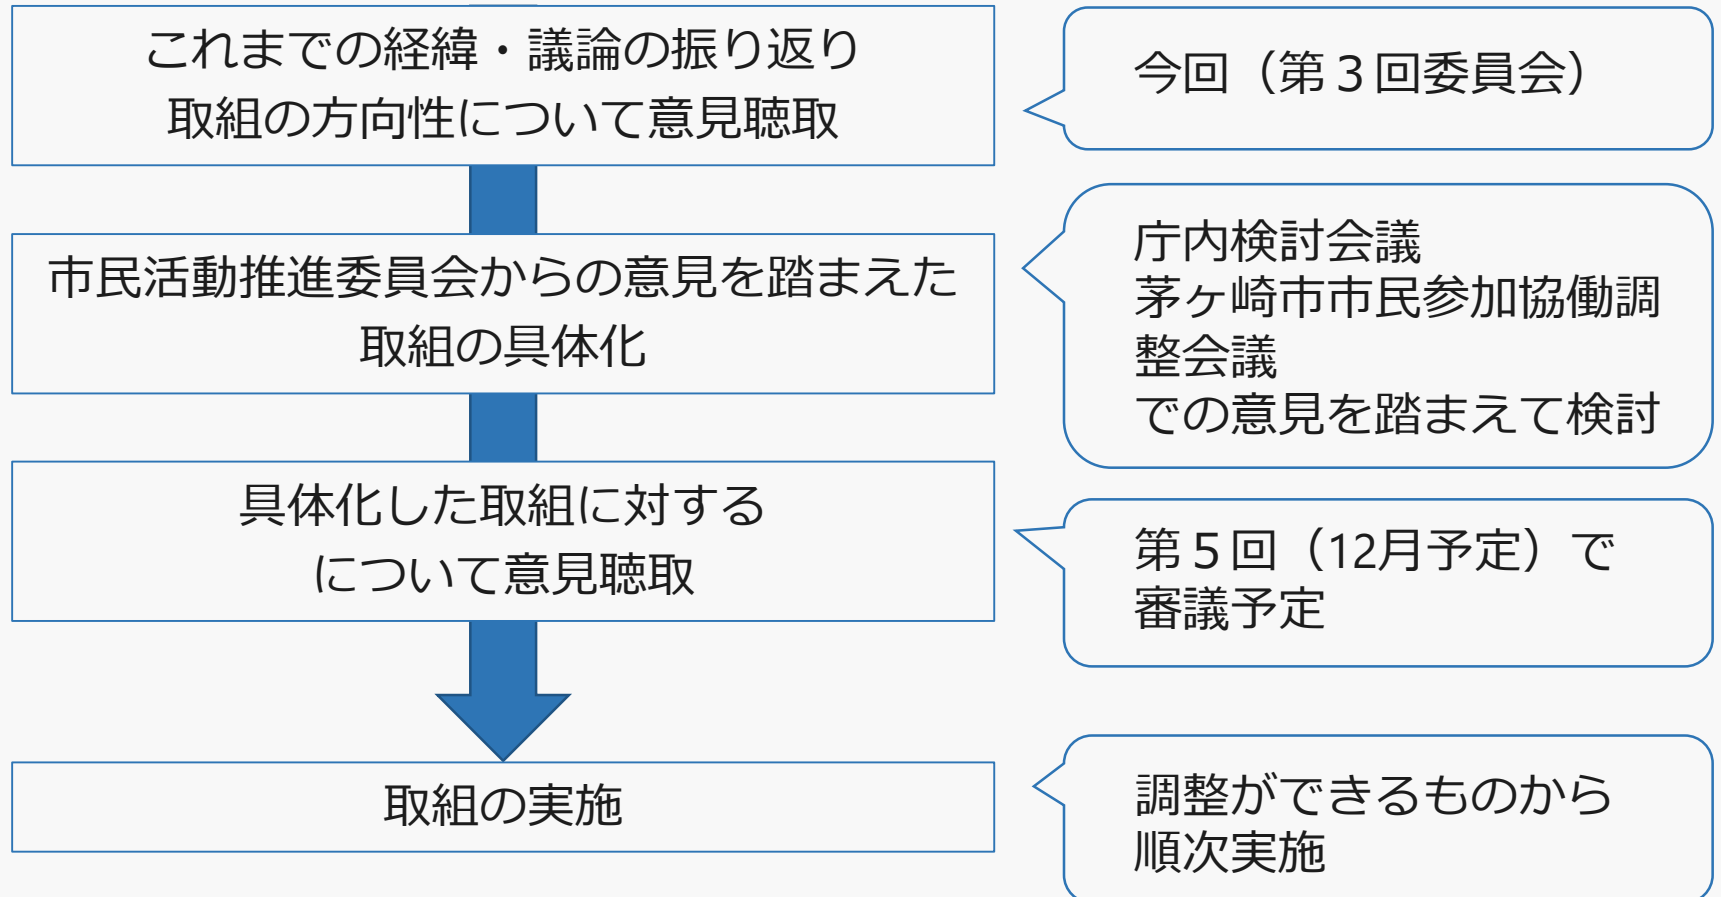 これまでの経緯・議論の振り返り
取組の方向性について意見聴取
今回（第３回委員会）
市民活動推進委員会からの意見を踏まえた
取組の具体化
庁内検討会議
茅ヶ崎市市民参加協働調
整会議
での意見を踏まえて検討
具体化した取組に対する
について意見聴取
第５回（12月予定）で
審議予定
取組の実施
調整ができるものから
順次実施